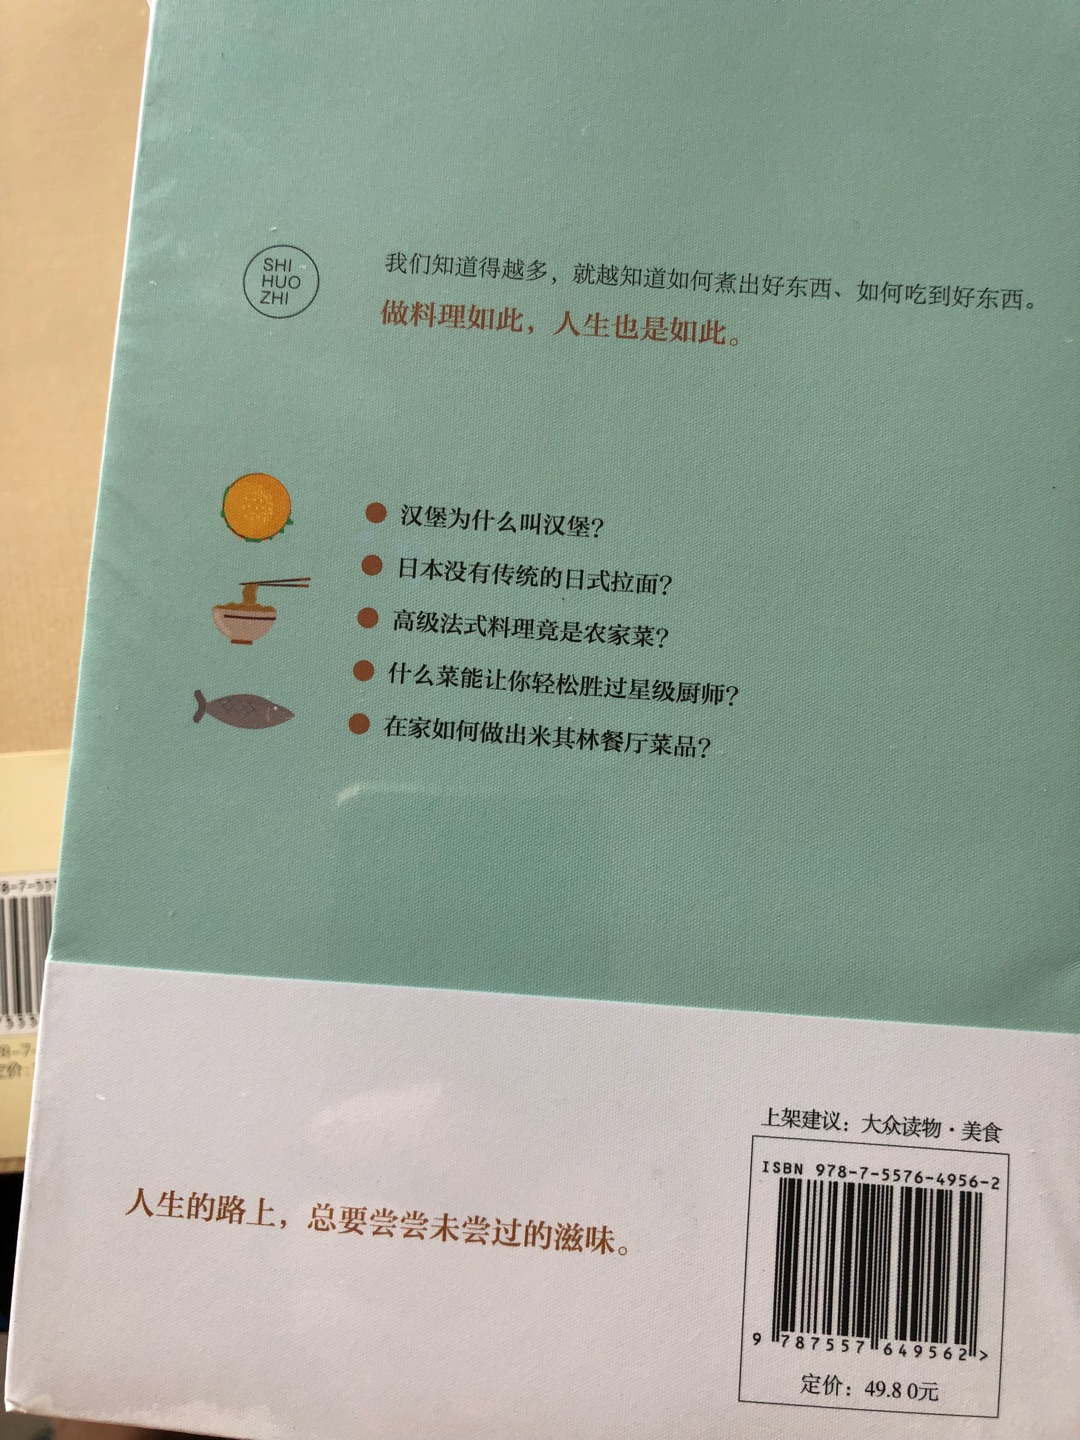 SHI
HUO
ZHI
我们知道得越多，就越知道如何煮出好东西、如何吃到好东西。
做料理如此，人生也是如此。
汉堡为什么叫汉堡？
日本没有传统的日式拉面？
高级法式料理竟是农家菜？
什么菜能让你轻松胜过星级厨师？
在家如何做出米其林餐厅菜品？
上架建议：大众读物·美食
ISBN 978-7-5576-4956-2
9 787557 649562>
定价：49.80元
人生的路上，总要尝尝未尝过的滋味。